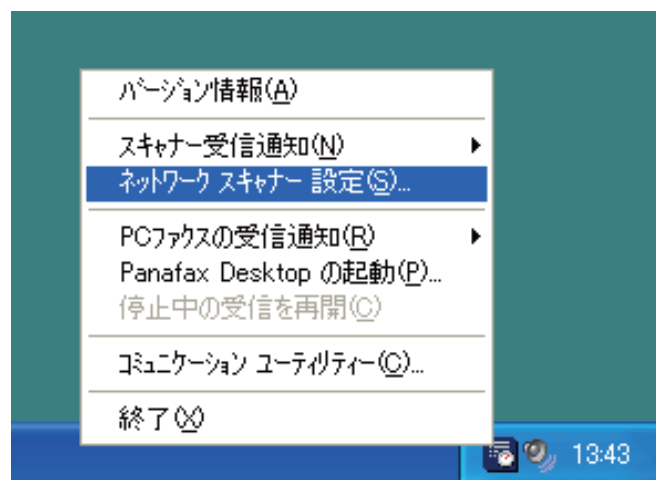 バージョン情報(A)
スキャナー受信通知(N)
ネットワーク スキャナー 設定(S)...
PCファクスの受信通知(R)
Panafax Desktop の起動(P)...
停止中の受信を再開(C)
コミュニケーション ユーティリティー(C)...
終了(X)
13:43